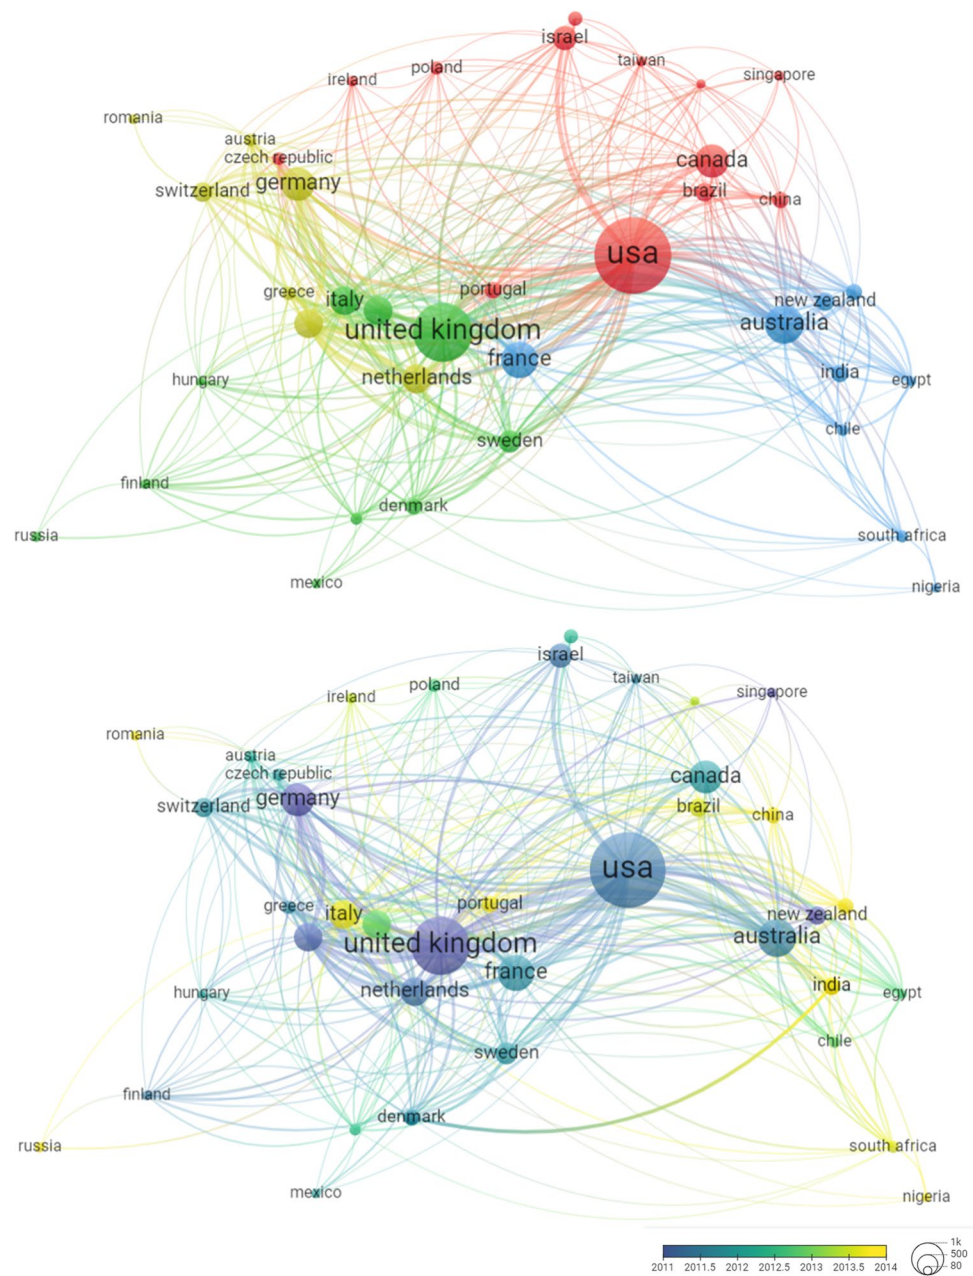 israel
taiwan
poland
singapore
ireland
romania
austria
czech republic
canada
germany
switzerland
brazil
china
usa
portugal
greece
italy
new zealand
australia
united kingdom
france
india
netherlands
hungary
egypt
chile
sweden
finland
denmark
russia
south africa
mexico
nigeria
israel
taiwan
poland
singapore
ireland
romania
austria
czech republic
canada
germany
switzerland
brazil
china
usa
portugal
greece
italy
new zealand
australia
united kingdom
france
india
netherlands
hungary
egypt
chile
sweden
finland
denmark
russia
south africa
mexico
nigeria
1k
500
80
2011 2011.5 2012 2012.5 2013 2013.5 2014